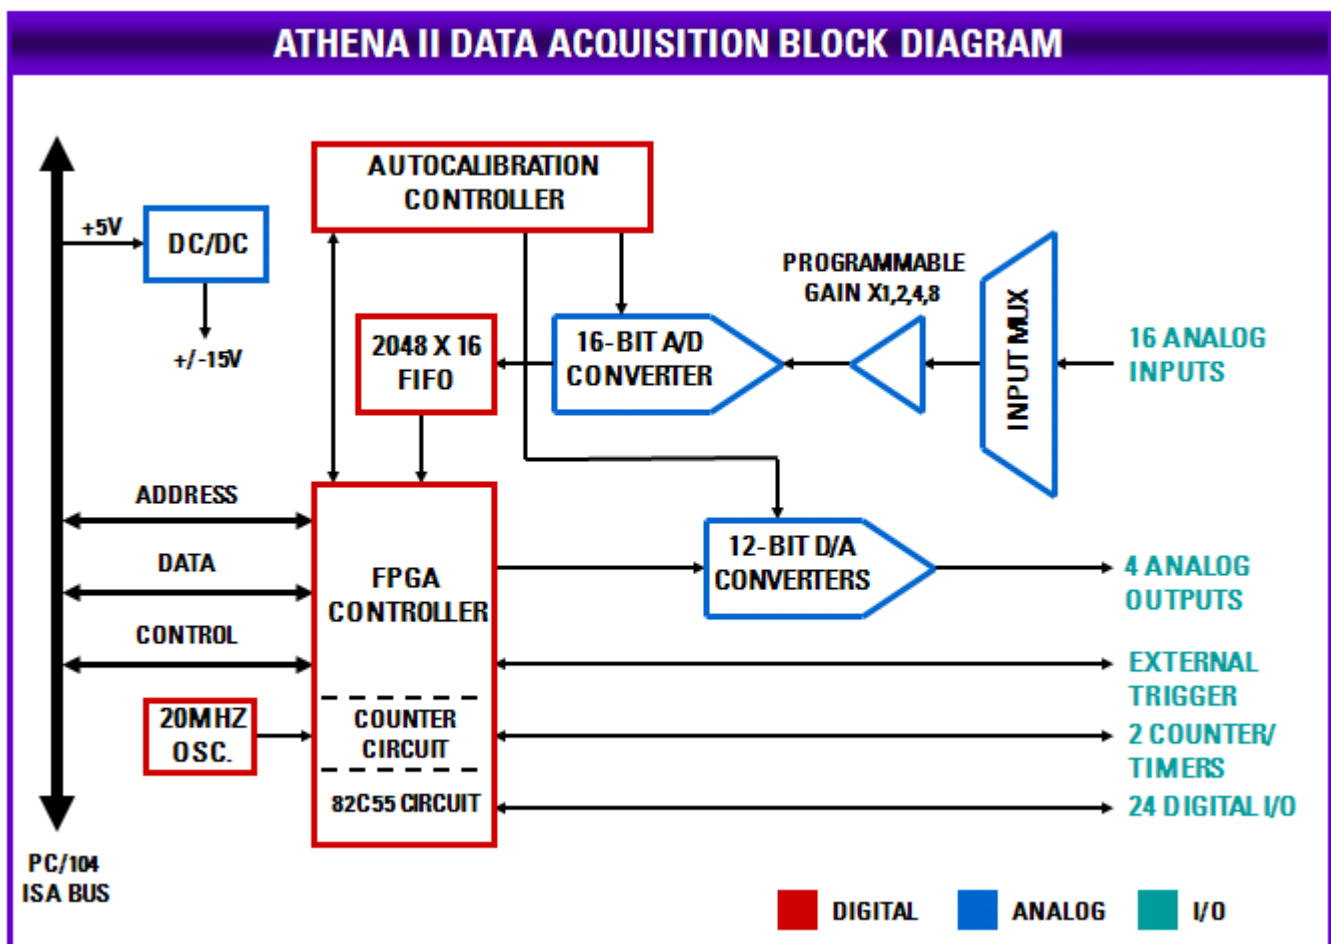 ATHENA II DATA ACQUISITION BLOCK DIAGRAM
AUTOCALIBRATION
CONTROLLER
+5V
DC/DC
+/-15V
PROGRAMMABLE
GAIN X1,2,4,8
2048 X 16
FIFO
16-BIT A/D
CONVERTER
INPUT MUX
16 ANALOG
INPUTS
ADDRESS
DATA
CONTROL
FPGA
CONTROLLER
12-BIT D/A
CONVERTERS
4 ANALOG
OUTPUTS
EXTERNAL
TRIGGER
20MHZ
OSC.
COUNTER
CIRCUIT
2 COUNTER/
TIMERS
82C55 CIRCUIT
24 DIGITAL I/O
PC/104
ISA BUS
DIGITAL
ANALOG
I/O